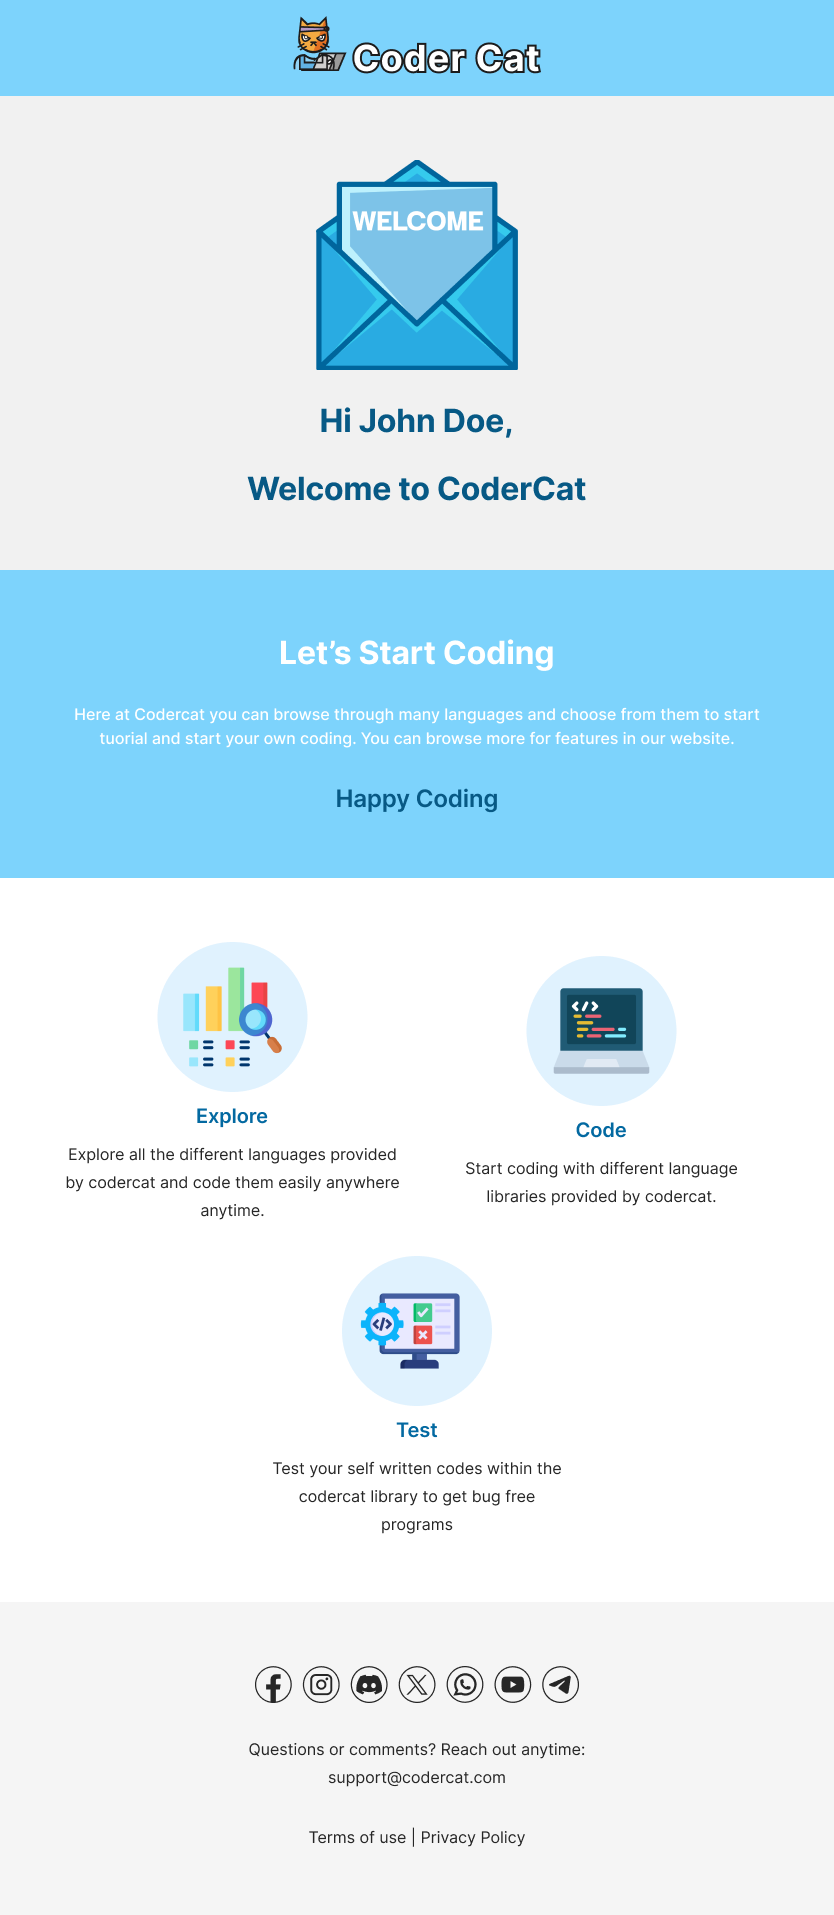 Coder Cat
WELCOME
Hi John Doe,
Welcome to CoderCat
Let’s Start Coding
Here at Codercat you can browse through many languages and choose from them to start
tuorial and start your own coding. You can browse more for features in our website.
Happy Coding
Explore
Explore all the different languages provided
by codercat and code them easily anywhere
anytime.
Code
Start coding with different language
libraries provided by codercat.
Test
Test your self written codes within the
codercat library to get bug free
programs
Questions or comments? Reach out anytime:
support@codercat.com
Terms of use | Privacy Policy